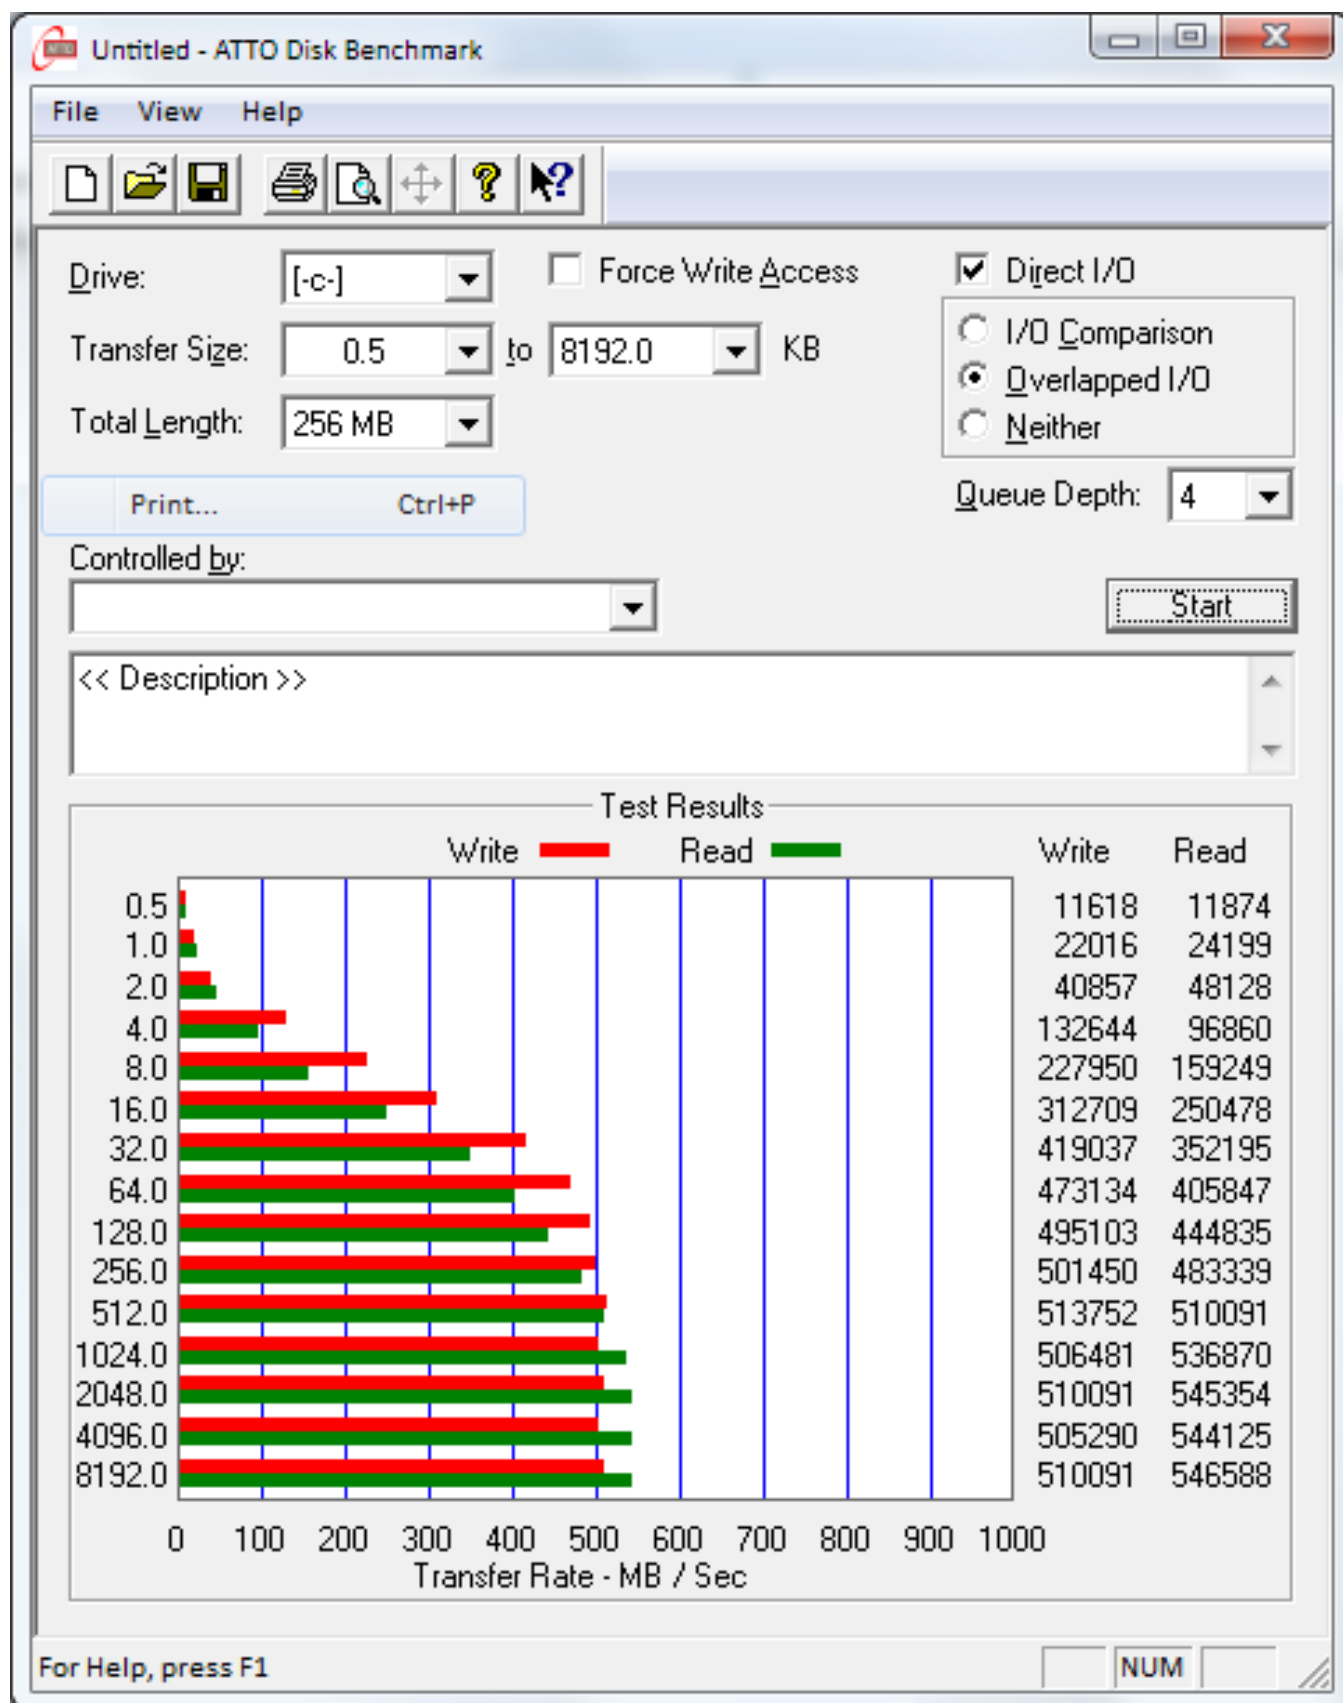 Untitled - ATTO Disk Benchmark
File View Help
Drive: [-c-] Force Write Access Direct I/O
Transfer Size: 0.5 to 8192.0 KB I/O Comparison
Overlapped I/O
Total Length: 256 MB Neither
Print... Ctrl+P Queue Depth: 4
Controlled by:
Start
<< Description >>
Test Results
Write Read Write Read
0.5 11618 11874
1.0 22016 24199
2.0 40857 48128
4.0 132644 96860
8.0 227950 159249
16.0 312709 250478
32.0 419037 352195
64.0 473134 405847
128.0 495103 444835
256.0 501450 483339
512.0 513752 510091
1024.0 506481 536870
2048.0 510091 545354
4096.0 505290 544125
8192.0 510091 546588
0 100 200 300 400 500 600 700 800 900 1000
Transfer Rate - MB / Sec
For Help, press F1 NUM